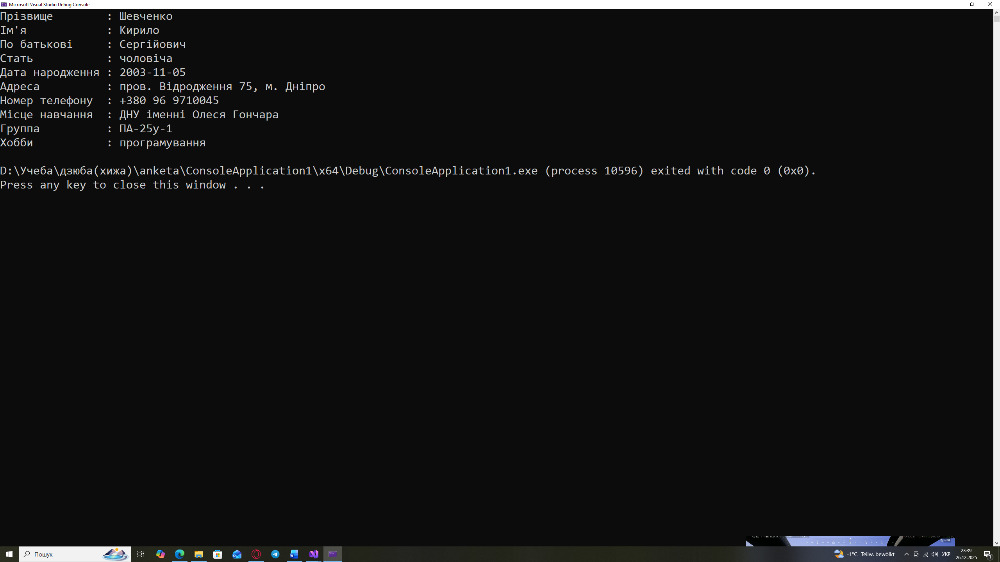 Microsoft Visual Studio Debug Console
Прізвище : Шевченко
Ім'я : Кирило
По батькові : Сергійович
Стать : чоловіча
Дата народження : 2003-11-05
Адреса : пров. Відродження 75, м. Дніпро
Номер телефону : +380 96 9710045
Місце навчання : ДНУ іменні Олеся Гончара
Группа : ПА-25у-1
Хобби : програмування
D:\Учеба\дзюба(хижа)\anketa\ConsoleApplication1\x64\Debug\ConsoleApplication1.exe (process 10596) exited with code 0 (0x0).
Press any key to close this window . . .
15 ALIVE
Пошук
-1°C Teilw. bewölkt
УКР
23:39
26.12.2025
1